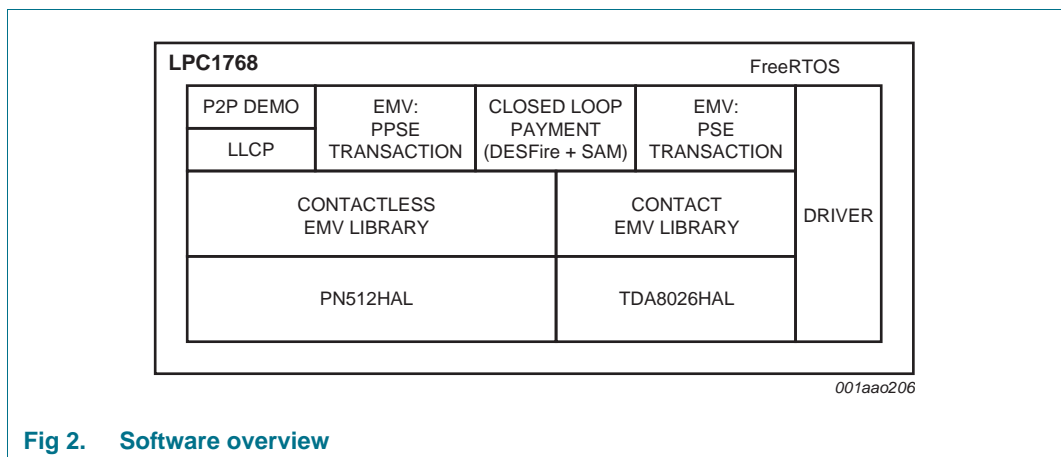 LPC1768
FreeRTOS
P2P DEMO
LLCP
EMV:
PPSE
TRANSACTION
CLOSED LOOP
PAYMENT
(DESFire + SAM)
EMV:
PSE
TRANSACTION
CONTACTLESS
EMV LIBRARY
CONTACT
EMV LIBRARY
DRIVER
PN512HAL
TDA8026HAL
001aao206
Fig 2. Software overview